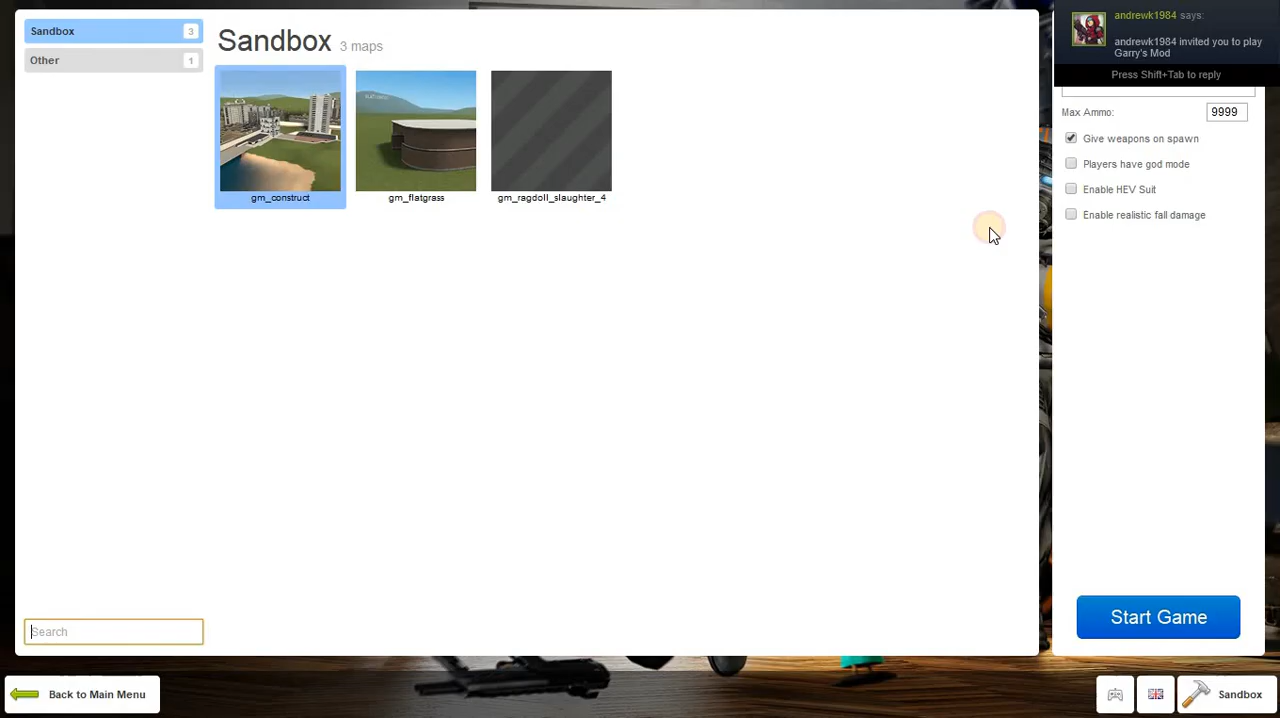 Sandbox 3
Other 1
Sandbox 3 maps
gm_construct
gm_flatgrass
gm_ragdoll_slaughter_4
Search
Back to Main Menu
andrewk1984 says:
andrewk1984 invited you to play
Garry's Mod
Press Shift+Tab to reply
Max Ammo: 9999
Give weapons on spawn
Players have god mode
Enable HEV Suit
Enable realistic fall damage
Start Game
Sandbox